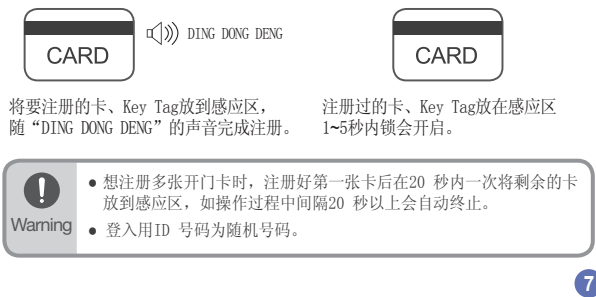 CARD
DING DONG DENG
将要注册的卡、Key Tag放到感应区，
随“DING DONG DENG”的声音完成注册。
CARD
注册过的卡、Key Tag放在感应区
1~5秒内锁会开启。
Warning
● 想注册多张开门卡时，注册好第一张卡后在20 秒内一次将剩余的卡
放到感应区，如操作过程中间隔20 秒以上会自动终止。
● 登入用ID 号码为随机号码。
7